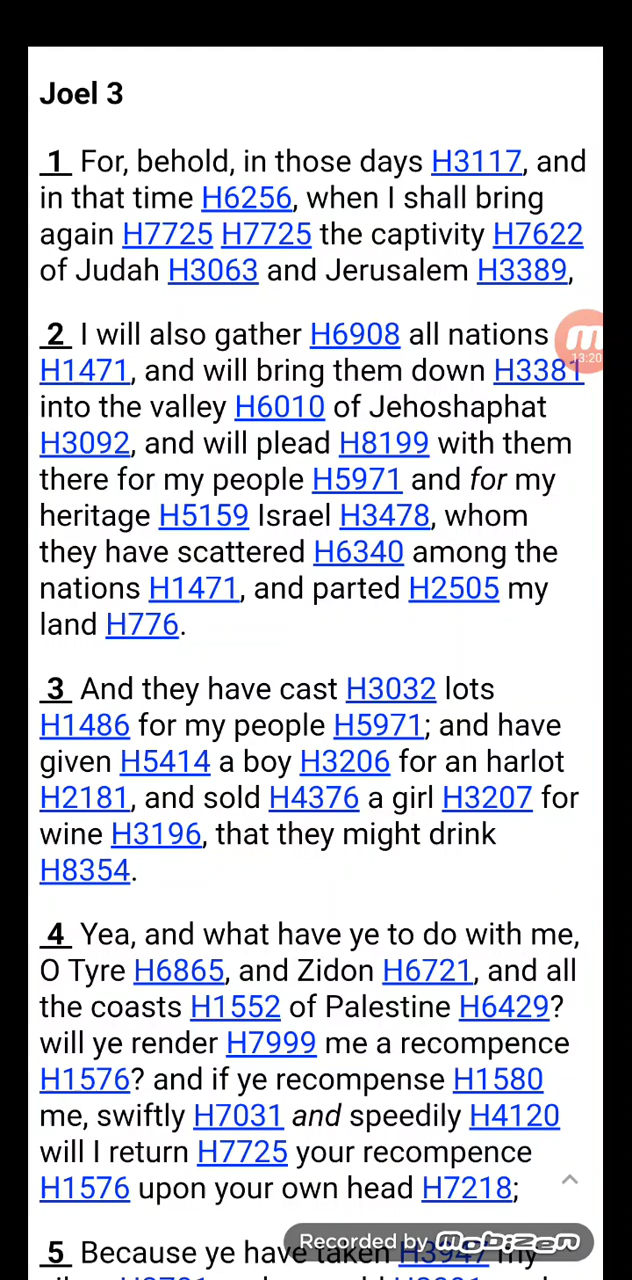 Joel 3
1 For, behold, in those days H3117, and
in that time H6256, when I shall bring
again H7725 H7725 the captivity H7622
of Judah H3063 and Jerusalem H3389,
2 I will also gather H6908 all nations
H1471, and will bring them down H3381
into the valley H6010 of Jehoshaphat
H3092, and will plead H8199 with them
there for my people H5971 and for my
heritage H5159 Israel H3478, whom
they have scattered H6340 among the
nations H1471, and parted H2505 my
land H776.
3 And they have cast H3032 lots
H1486 for my people H5971; and have
given H5414 a boy H3206 for an harlot
H2181, and sold H4376 a girl H3207 for
wine H3196, that they might drink
H8354.
4 Yea, and what have ye to do with me,
O Tyre H6865, and Zidon H6721, and all
the coasts H1552 of Palestine H6429?
will ye render H7999 me a recompence
H1576? and if ye recompense H1580
me, swiftly H7031 and speedily H4120
will I return H7725 your recompence
H1576 upon your own head H7218;
5 Because ye have taken H3947 my
m
13:20
Recorded by Mobizen